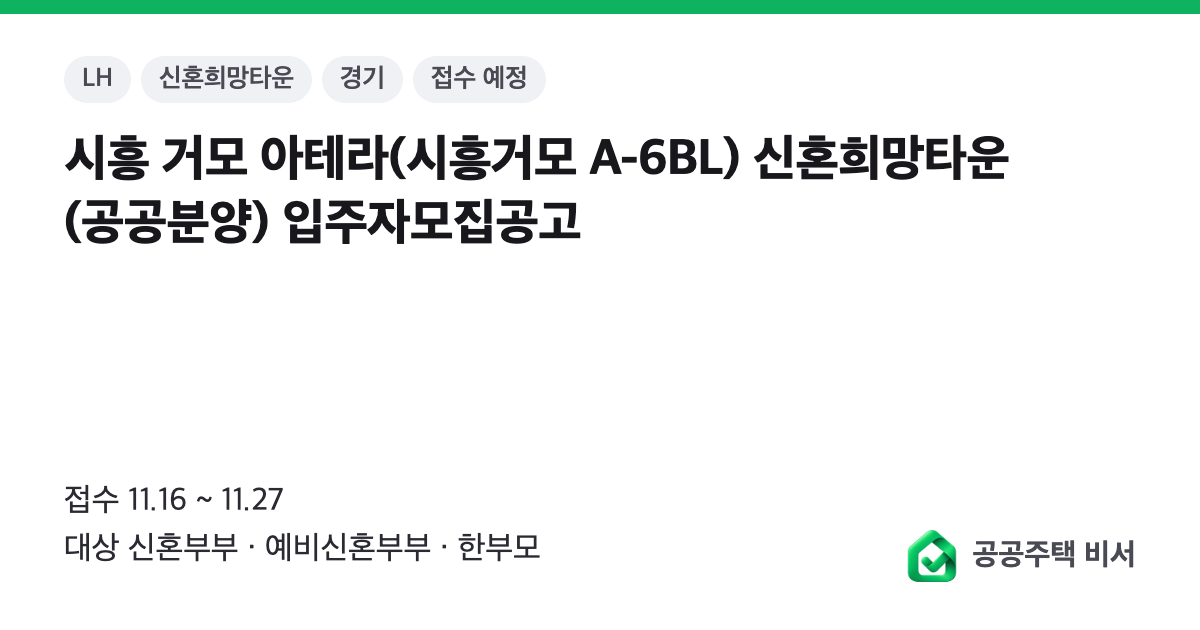 LH 신혼희망타운 경기 접수 예정
시흥 거모 아테라(시흥거모 A-6BL) 신혼희망타운
(공공분양) 입주자모집공고
접수 11.16 ~ 11.27
대상 신혼부부 · 예비신혼부부 · 한부모
공공주택 비서